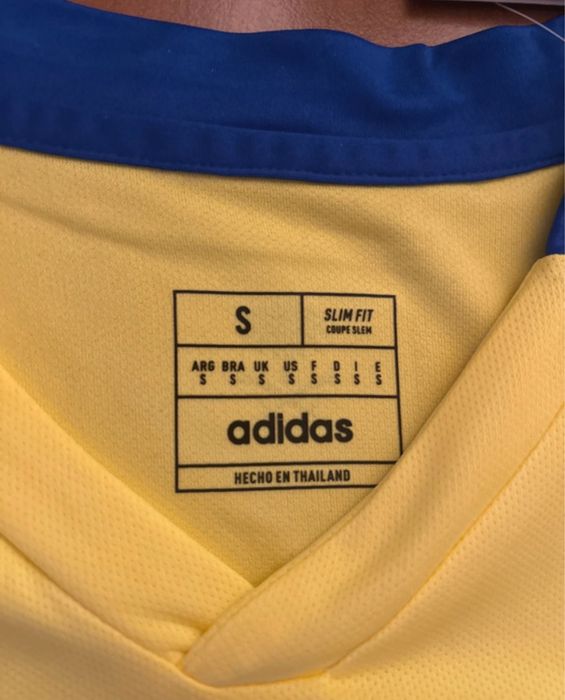 S
SLIM FIT
COUPE SLEM
ARG BRA UK US F D I E
S S S S S S S S
adidas
HECHO EN THAILAND